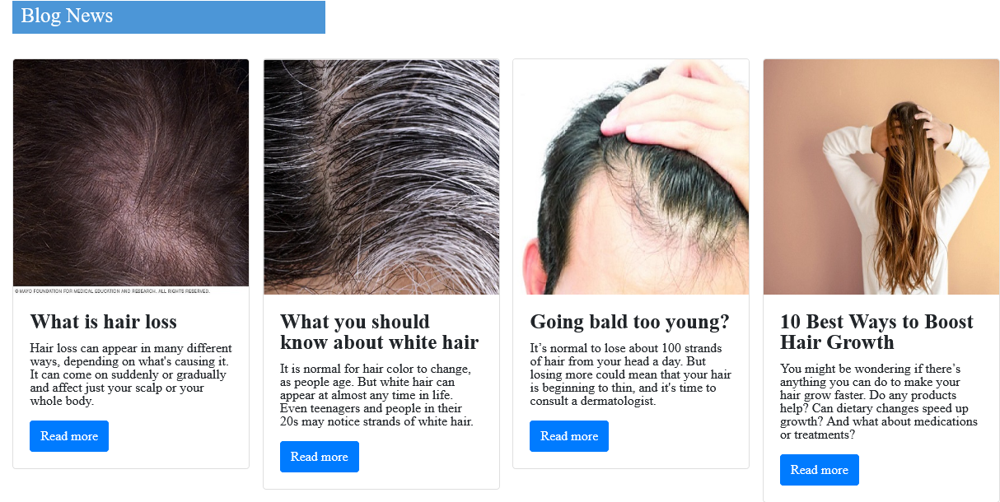 Blog News
© MAYO FOUNDATION FOR MEDICAL EDUCATION AND RESEARCH. ALL RIGHTS RESERVED.
What is hair loss
Hair loss can appear in many different
ways, depending on what's causing it.
It can come on suddenly or gradually
and affect just your scalp or your
whole body.
Read more
What you should
know about white hair
It is normal for hair color to change,
as people age. But white hair can
appear at almost any time in life.
Even teenagers and people in their
20s may notice strands of white hair.
Read more
Going bald too young?
It’s normal to lose about 100 strands
of hair from your head a day. But
losing more could mean that your hair
is beginning to thin, and it's time to
consult a dermatologist.
Read more
10 Best Ways to Boost
Hair Growth
You might be wondering if there’s
anything you can do to make your
hair grow faster. Do any products
help? Can dietary changes speed up
growth? And what about medications
or treatments?
Read more